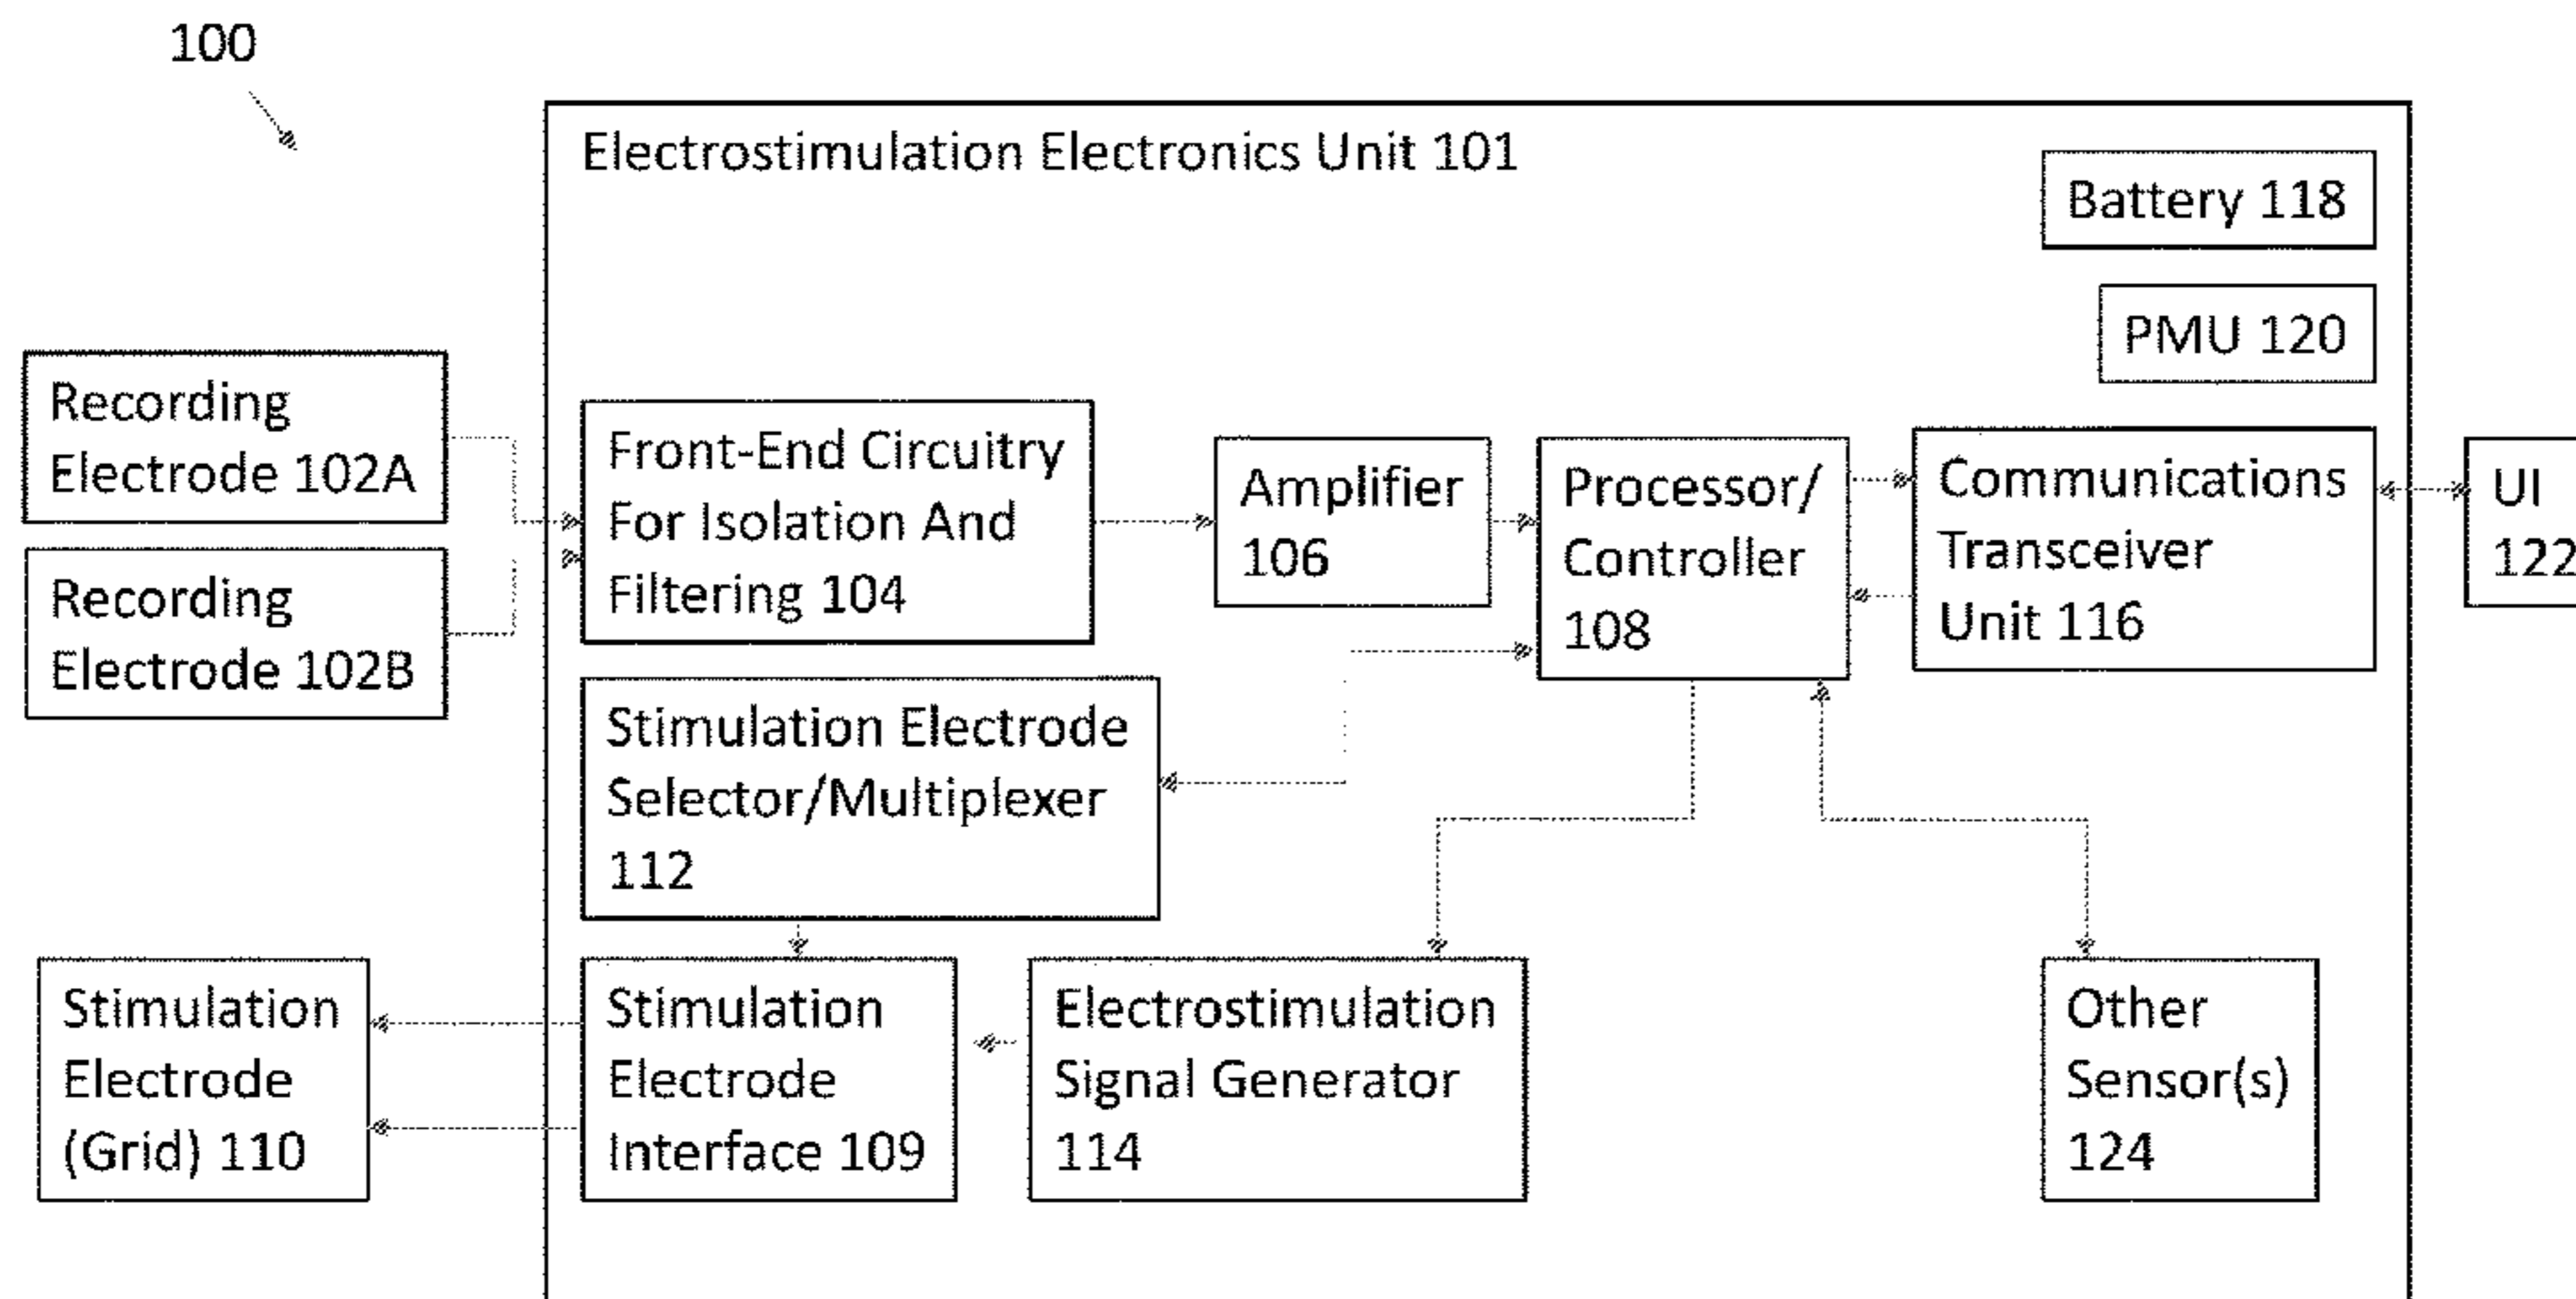 100
Electrostimulation Electronics Unit 101
Battery 118
PMU 120
Recording
Electrode 102A
Recording
Electrode 102B
Front-End Circuitry
For Isolation And
Filtering 104
Amplifier
106
Processor/
Controller
108
Communications
Transceiver
Unit 116
UI
122
Stimulation Electrode
Selector/Multiplexer
112
Stimulation
Electrode
(Grid) 110
Stimulation
Electrode
Interface 109
Electrostimulation
Signal Generator
114
Other
Sensor(s)
124